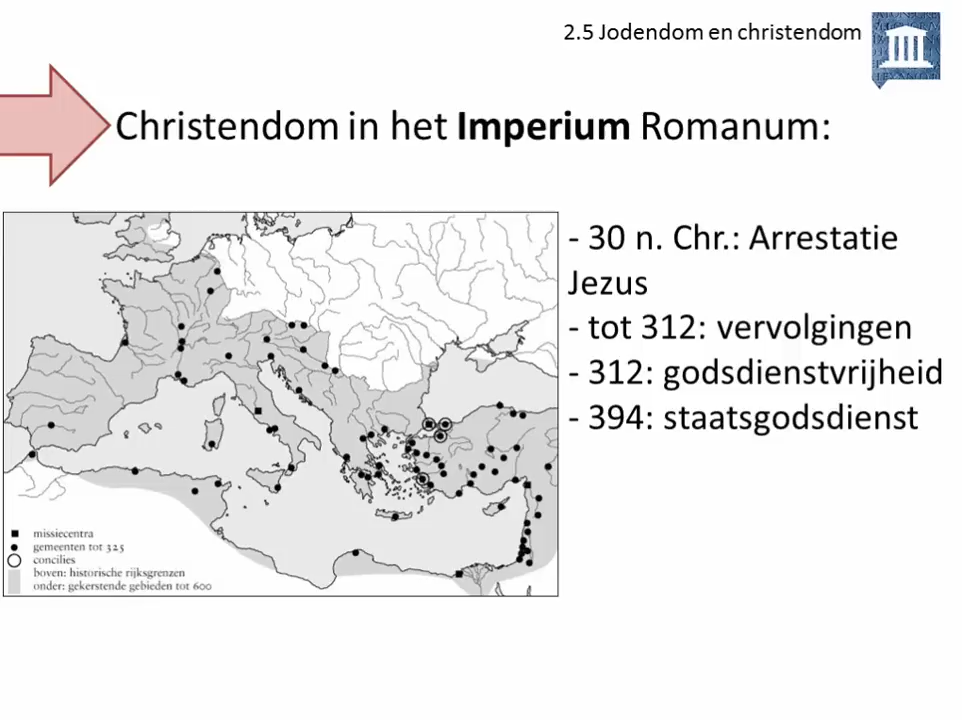 2.5 Jodendom en christendom
Christendom in het Imperium Romanum:
- 30 n. Chr.: Arrestatie
Jezus
- tot 312: vervolgingen
- 312: godsdienstvrijheid
- 394: staatsgodsdienst
missiecentra
gemeenten tot 325
concilies
boven: historische rijksgrenzen
onder: gekerstende gebieden tot 600